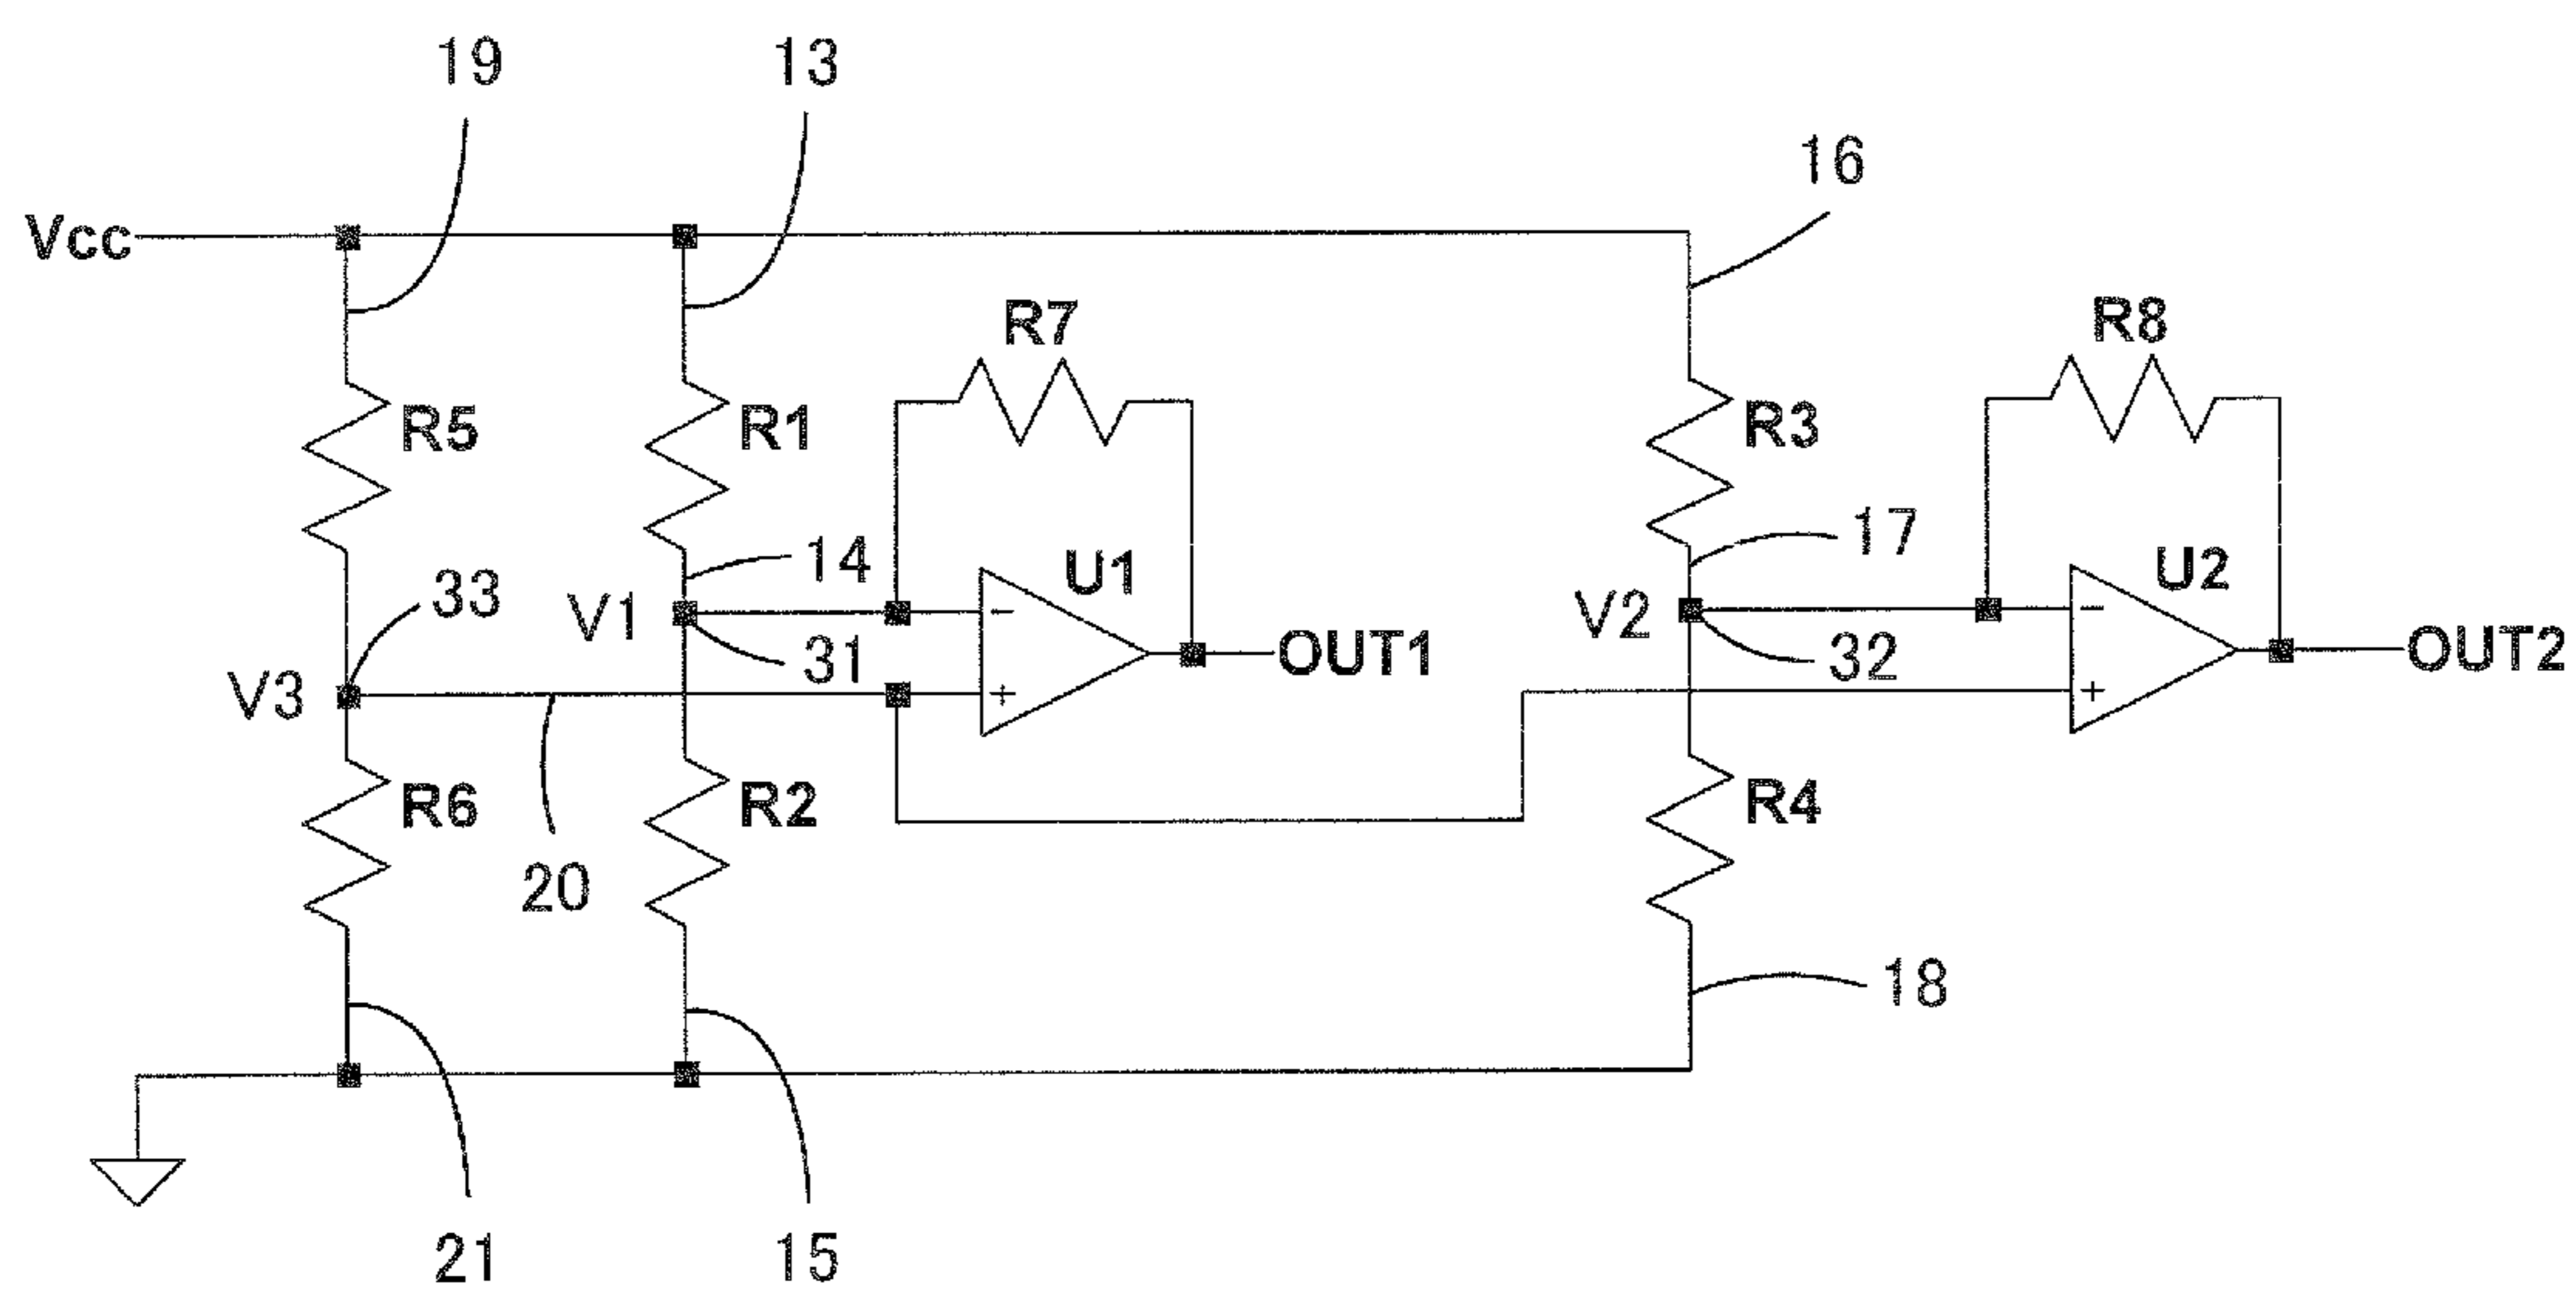 19
13
16
Vcc
R7
R8
R5
R1
R3
17
14
U1
U2
33
V1
V2
31
OUT1
32
OUT2
V3
−
+
−
+
R6
R2
R4
20
18
21
15